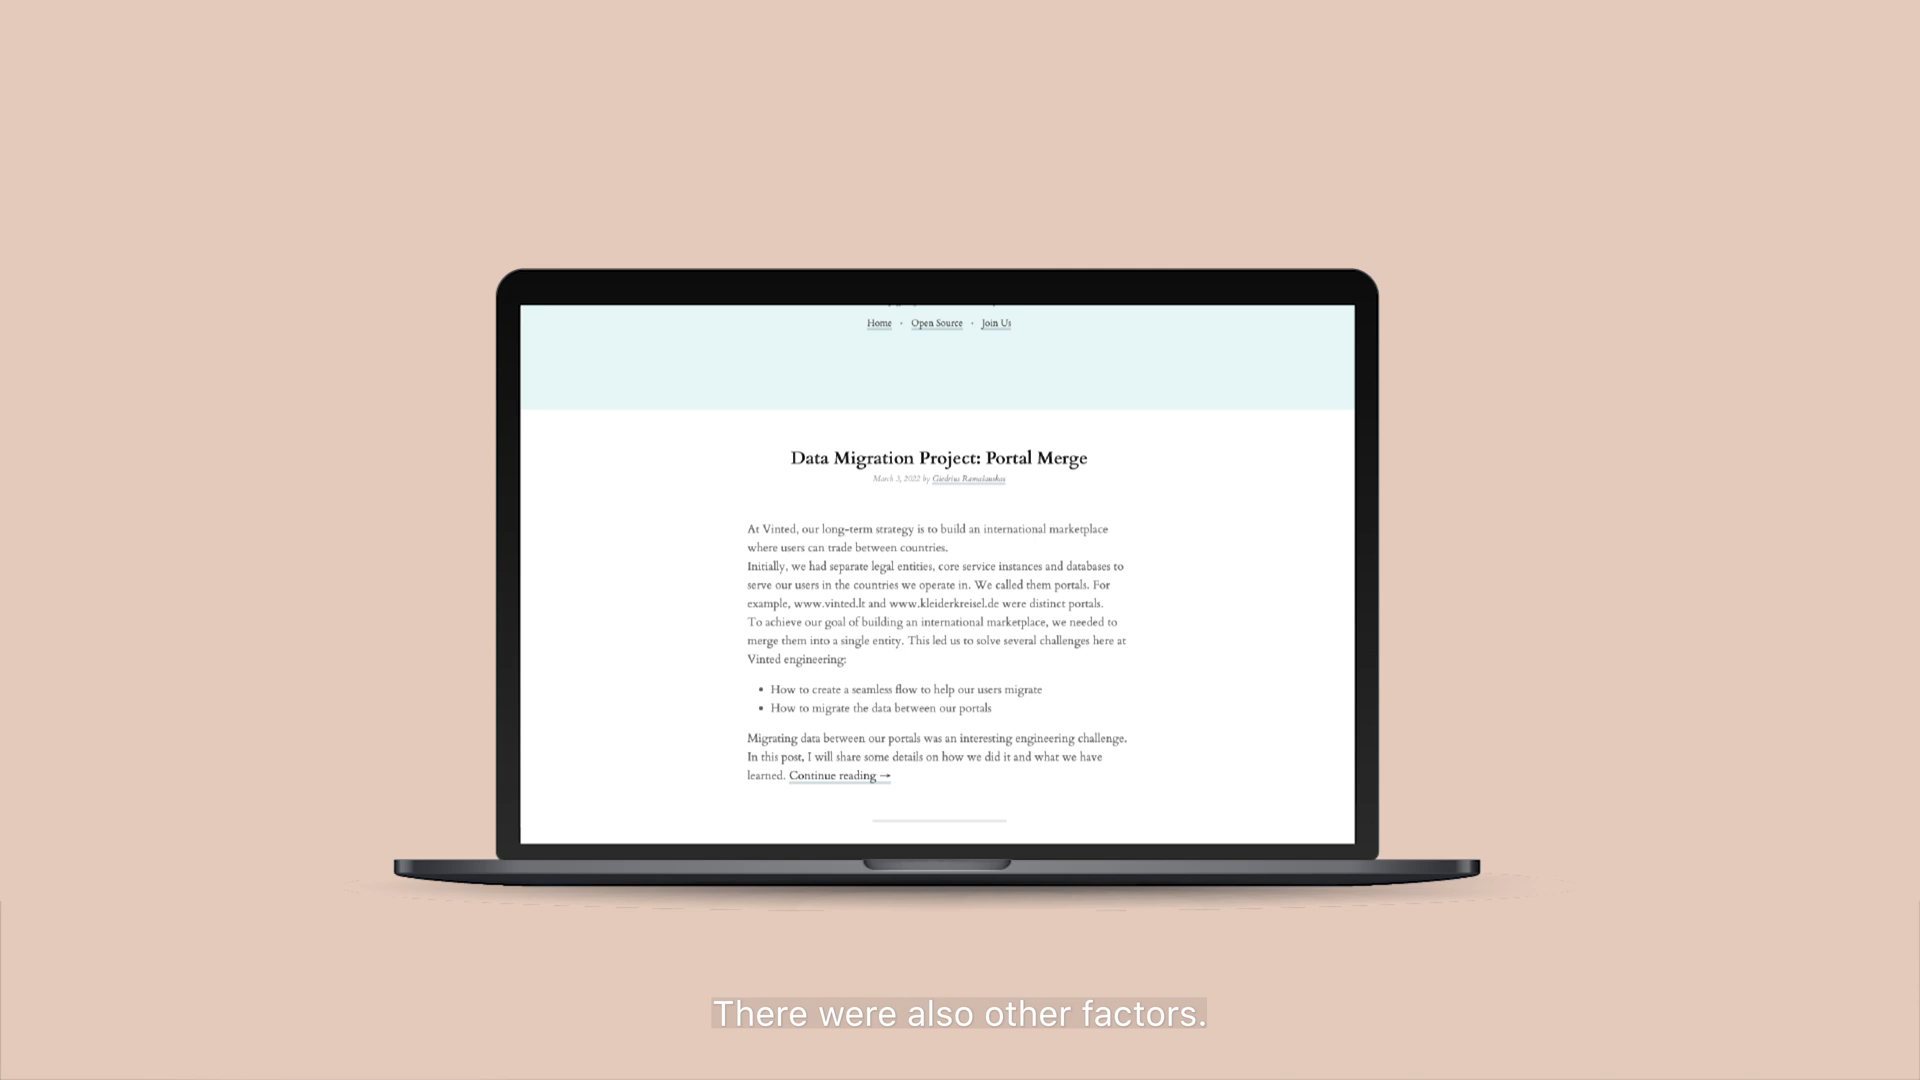 Home · Open Source · Join Us
Data Migration Project: Portal Merge
March 3, 2022 by Giedrius Ramašauskas
At Vinted, our long-term strategy is to build an international marketplace
where users can trade between countries.
Initially, we had separate legal entities, core service instances and databases to
serve our users in the countries we operate in. We called them portals. For
example, www.vinted.lt and www.kleiderkreisel.de were distinct portals.
To achieve our goal of building an international marketplace, we needed to
merge them into a single entity. This led us to solve several challenges here at
Vinted engineering:
• How to create a seamless flow to help our users migrate
• How to migrate the data between our portals
Migrating data between our portals was an interesting engineering challenge.
In this post, I will share some details on how we did it and what we have
learned. Continue reading →
There were also other factors.